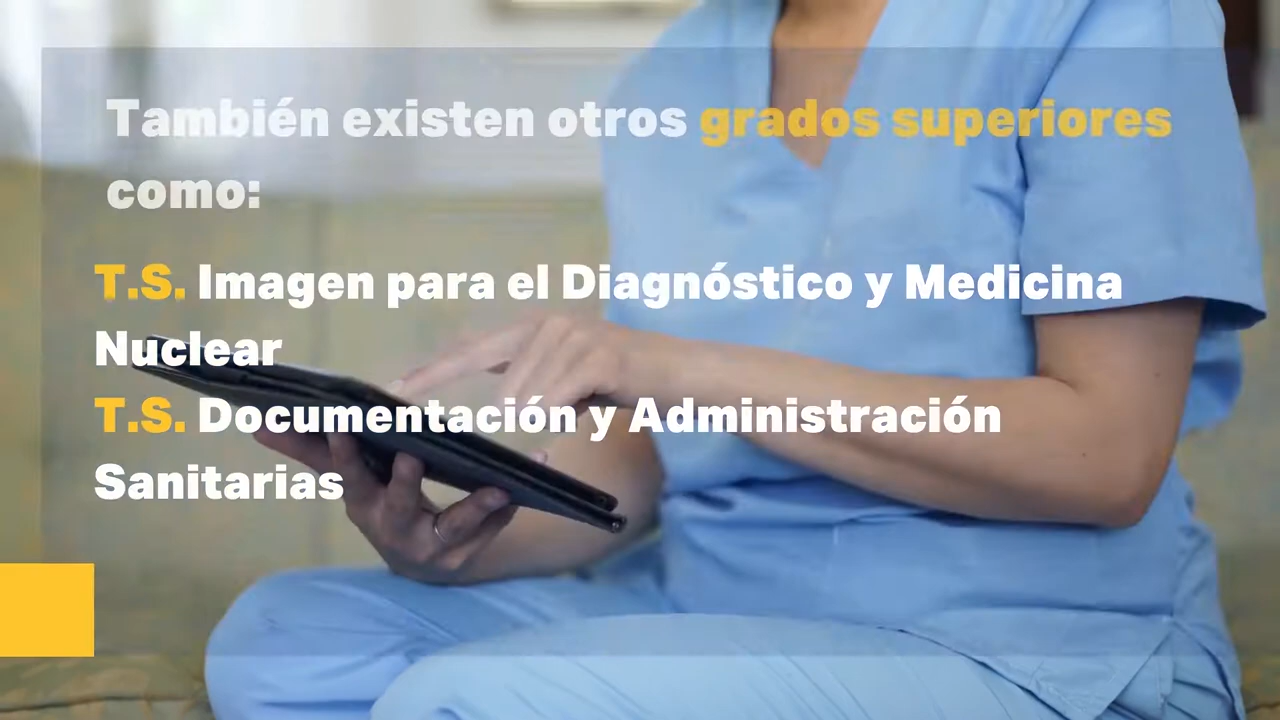 También existen otros grados superiores
como:
T.S. Imagen para el Diagnóstico y Medicina
Nuclear
T.S. Documentación y Administración
Sanitarias